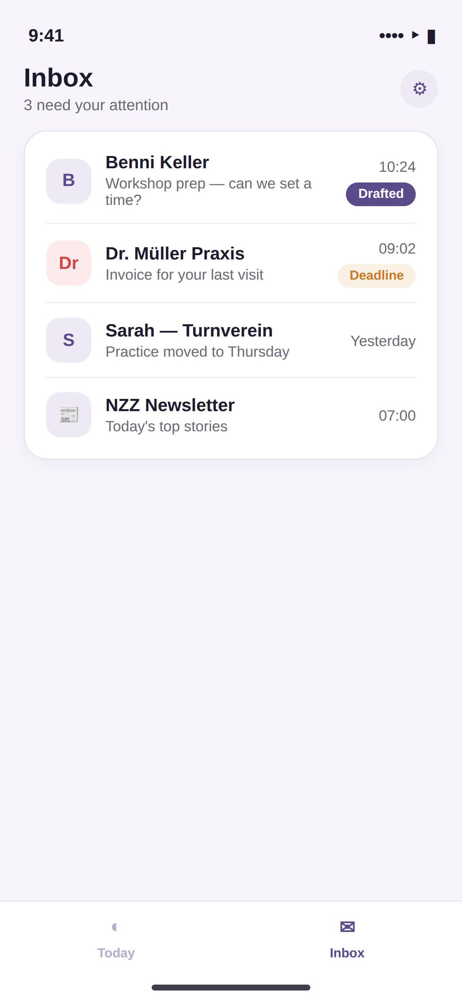 9:41
Inbox
3 need your attention
B
Benni Keller
Workshop prep — can we set a
time?
10:24
Drafted
Dr
Dr. Müller Praxis
Invoice for your last visit
09:02
Deadline
S
Sarah — Turnverein
Practice moved to Thursday
Yesterday
NZZ Newsletter
Today's top stories
07:00
Today
Inbox